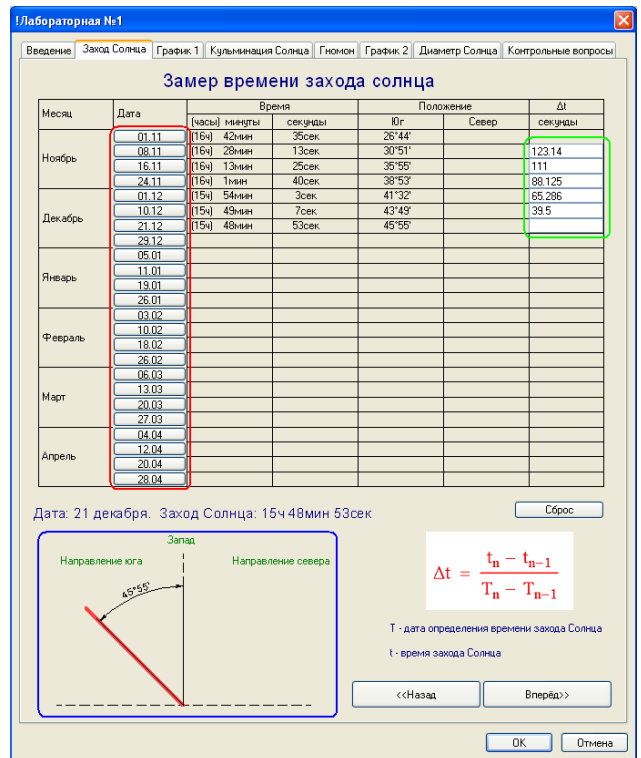 !Лабораторная №1
Введение Заход Солнца График 1 Кульминация Солнца Гномон График 2 Диаметр Солнца Контрольные вопросы
Замер времени захода солнца
Месяц Дата Время Положение Δt
(часы) минуты секунды Юг Север секунды
Ноябрь
01.11 (16ч) 42мин 35сек 26°44'
08.11 (16ч) 28мин 13сек 30°51' 123.14
16.11 (16ч) 13мин 25сек 35°55' 111
24.11 (16ч) 1мин 40сек 38°53' 88.125
Декабрь
01.12 (15ч) 54мин 3сек 41°32' 65.286
10.12 (15ч) 49мин 7сек 43°49' 39.5
21.12 (15ч) 48мин 53сек 45°55'
29.12
Январь
05.01
11.01
19.01
26.01
Февраль
03.02
10.02
18.02
26.02
Март
06.03
13.03
20.03
27.03
Апрель
04.04
12.04
20.04
28.04
Дата: 21 декабря. Заход Солнца: 15ч 48мин 53сек
Сброс
Запад
Направление юга Направление севера
45°55'
Δt = (tn − tn−1) / (Tn − Tn−1)
T - дата определения времени захода Солнца
t - время захода Солнца
<<Назад Вперёд>>
OK Отмена